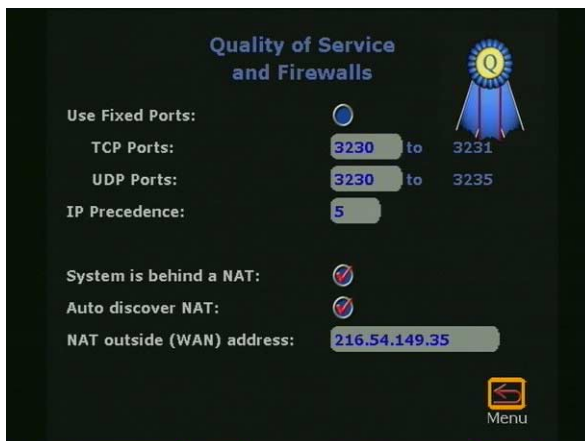 Quality of Service
and Firewalls
Q
Use Fixed Ports:
TCP Ports: 3230 to 3231
UDP Ports: 3230 to 3235
IP Precedence: 5
System is behind a NAT:
Auto discover NAT:
NAT outside (WAN) address: 216.54.149.35
Menu